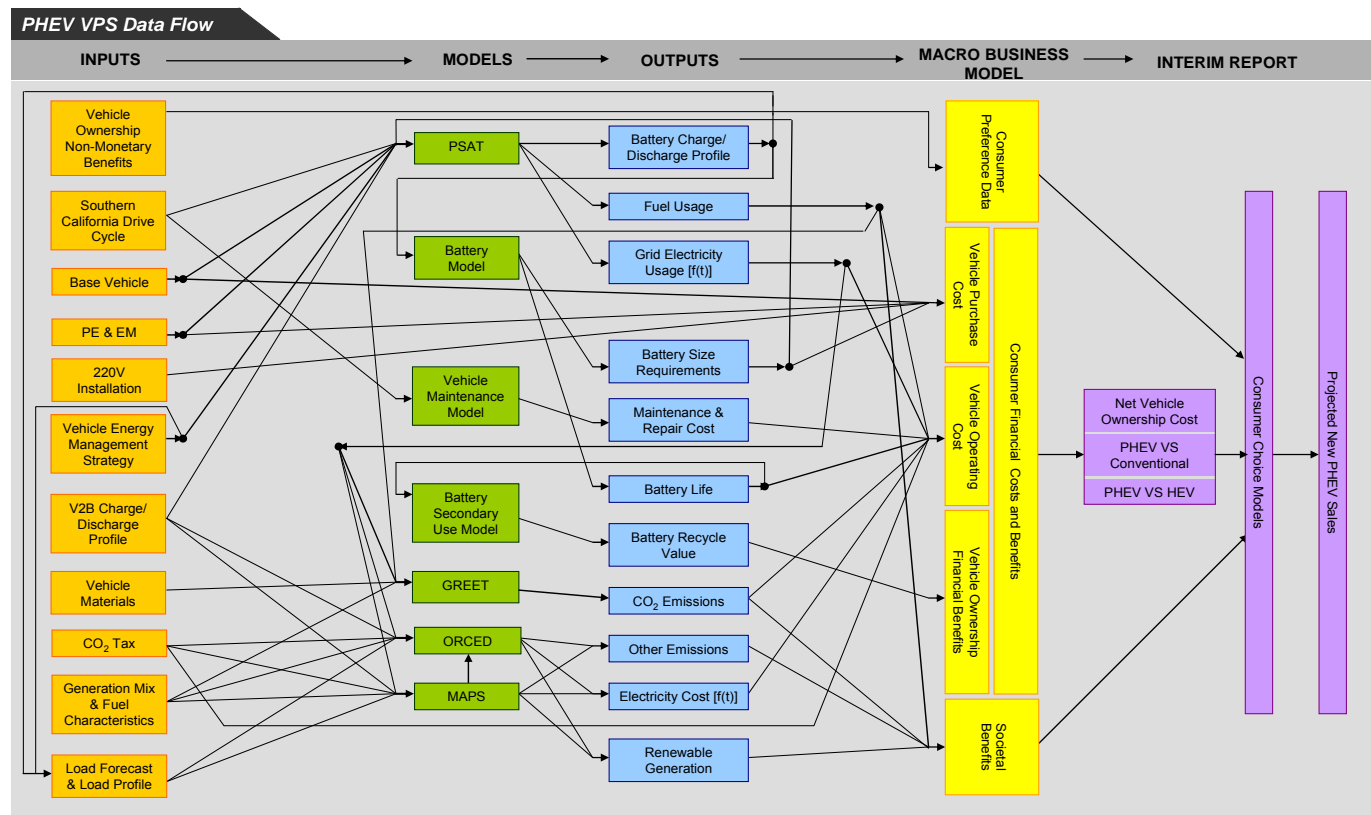 PHEV VPS Data Flow
INPUTS
MODELS
OUTPUTS
MACRO BUSINESS
MODEL
INTERIM REPORT
Vehicle
Ownership
Non-Monetary
Benefits
Southern
California Drive
Cycle
Base Vehicle
PE & EM
220V
Installation
Vehicle Energy
Management
Strategy
V2B Charge/
Discharge
Profile
Vehicle
Materials
CO₂ Tax
Generation Mix
& Fuel
Characteristics
Load Forecast
& Load Profile
PSAT
Battery
Model
Vehicle
Maintenance
Model
Battery
Secondary
Use Model
GREET
ORCED
MAPS
Battery Charge/
Discharge Profile
Fuel Usage
Grid Electricity
Usage [f(t)]
Battery Size
Requirements
Maintenance &
Repair Cost
Battery Life
Battery Recycle
Value
CO₂ Emissions
Other Emissions
Electricity Cost [f(t)]
Renewable
Generation
Consumer
Preference Data
Vehicle Purchase
Cost
Vehicle Operating
Cost
Vehicle Ownership
Financial Benefits
Consumer Financial Costs and Benefits
Societal
Benefits
Net Vehicle
Ownership Cost
PHEV VS
Conventional
PHEV VS HEV
Consumer Choice Models
Projected New PHEV Sales